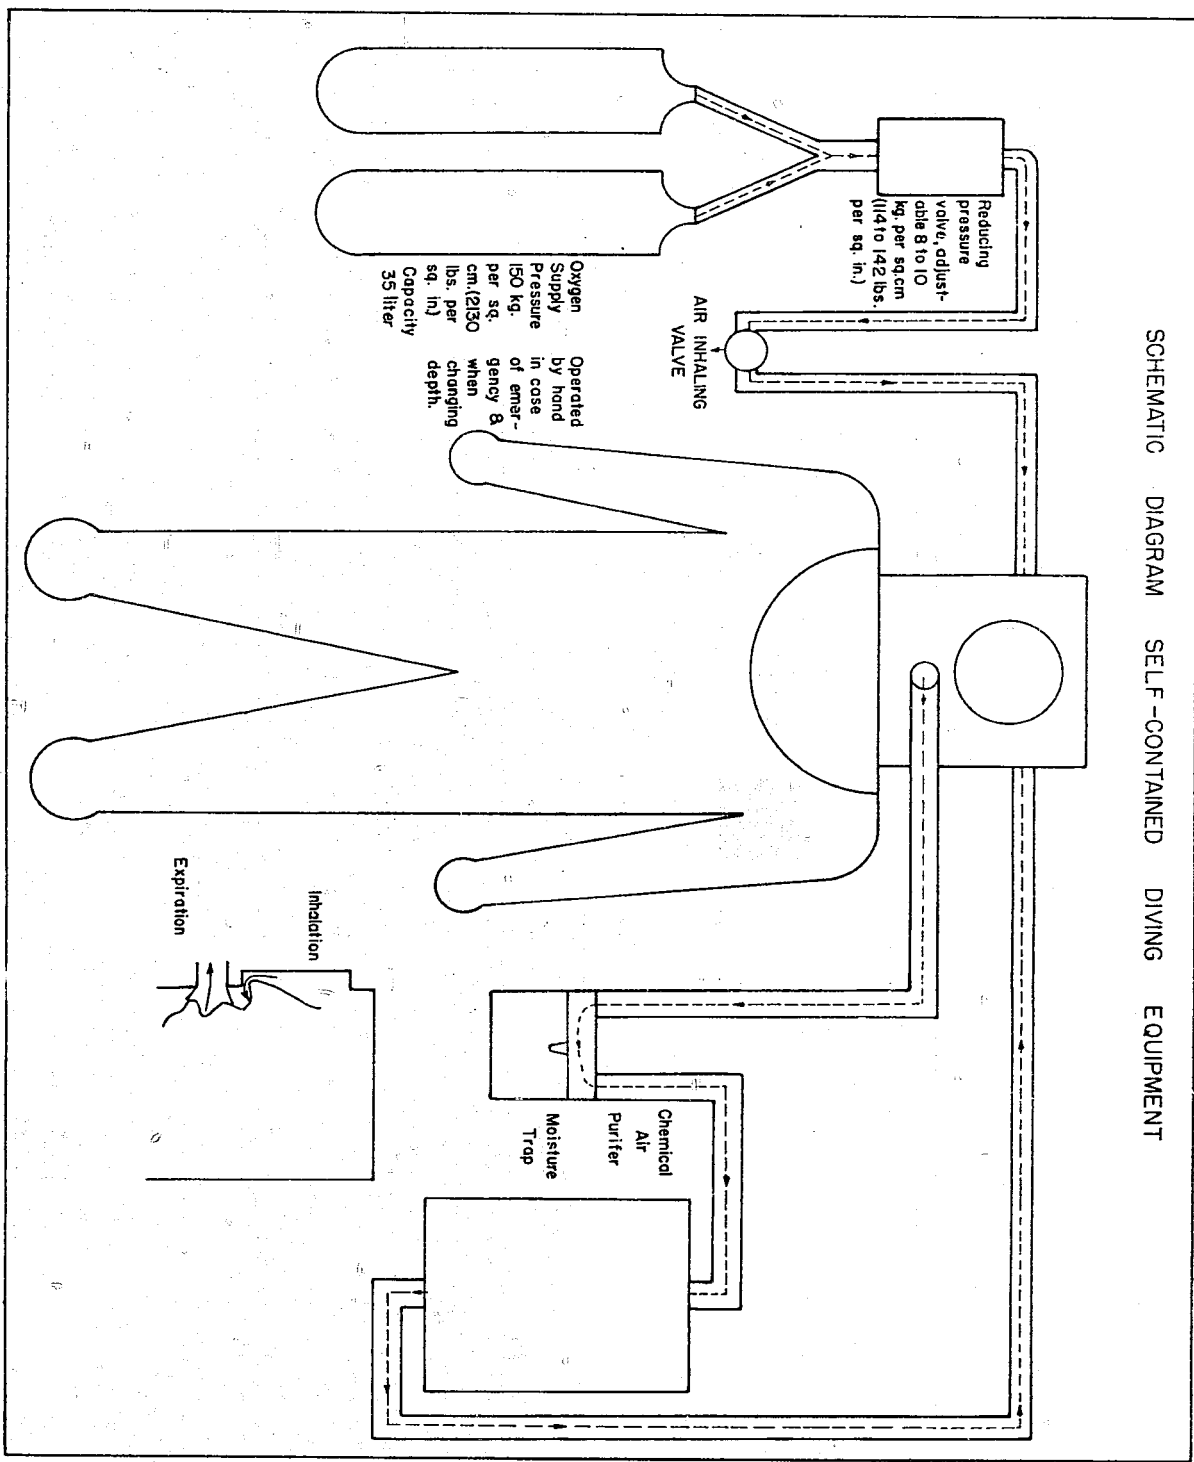 SCHEMATIC DIAGRAM SELF-CONTAINED DIVING EQUIPMENT
Reducing
pressure
valve, adjust-
able 8 to 10
kg. per sq.cm
(114 to 142 lbs.
per sq. in.)
AIR INHALING
VALVE
Oxygen
Supply
Pressure
150 kg.
per sq.
cm.(2130
lbs. per
sq. in)
Capacity
35 liter
Operated
by hand
in case
of emer-
gency &
when
changing
depth.
Chemical
Air
Purifer
Moisture
Trap
Inhalation
Expiration